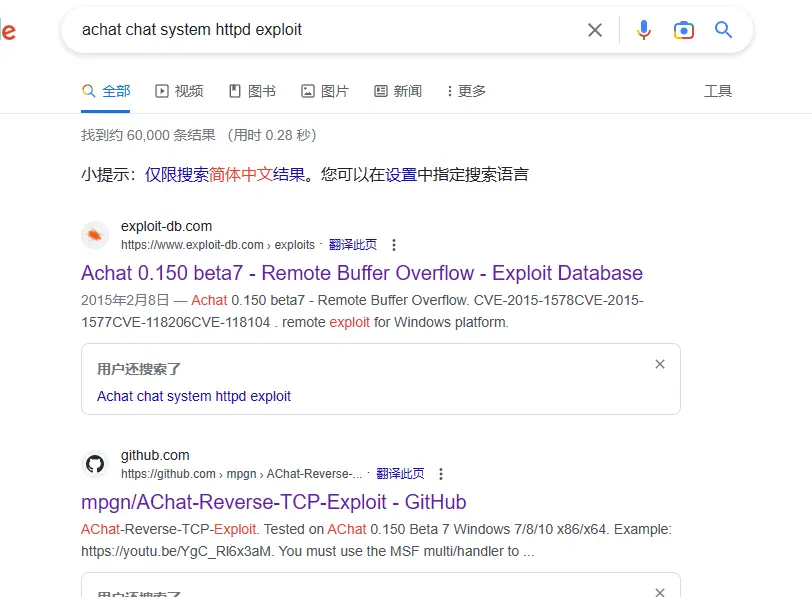 e
achat chat system httpd exploit
全部 视频 图书 图片 新闻 更多 工具
找到约 60,000 条结果 （用时 0.28 秒）
小提示：仅限搜索简体中文结果。您可以在设置中指定搜索语言
exploit-db.com
https://www.exploit-db.com › exploits · 翻译此页
Achat 0.150 beta7 - Remote Buffer Overflow - Exploit Database
2015年2月8日 — Achat 0.150 beta7 - Remote Buffer Overflow. CVE-2015-1578CVE-2015-
1577CVE-118206CVE-118104 . remote exploit for Windows platform.
用户还搜索了
Achat chat system httpd exploit
github.com
https://github.com › mpgn › AChat-Reverse-... · 翻译此页
mpgn/AChat-Reverse-TCP-Exploit - GitHub
AChat-Reverse-TCP-Exploit. Tested on AChat 0.150 Beta 7 Windows 7/8/10 x86/x64. Example:
https://youtu.be/YgC_Rl6x3aM. You must use the MSF multi/handler to ...
用户还搜索了